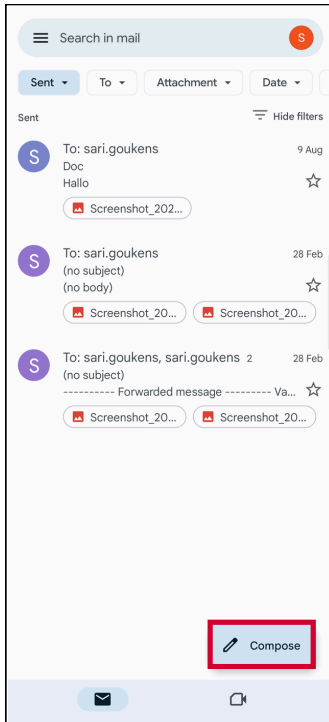 Search in mail
S
Sent
To
Attachment
Date
Sent
Hide filters
S
To: sari.goukens
9 Aug
Doc
Hallo
Screenshot_202...
S
To: sari.goukens
28 Feb
(no subject)
(no body)
Screenshot_20...
Screenshot_20...
S
To: sari.goukens, sari.goukens 2
28 Feb
(no subject)
---------- Forwarded message --------- Va...
Screenshot_20...
Screenshot_20...
Compose